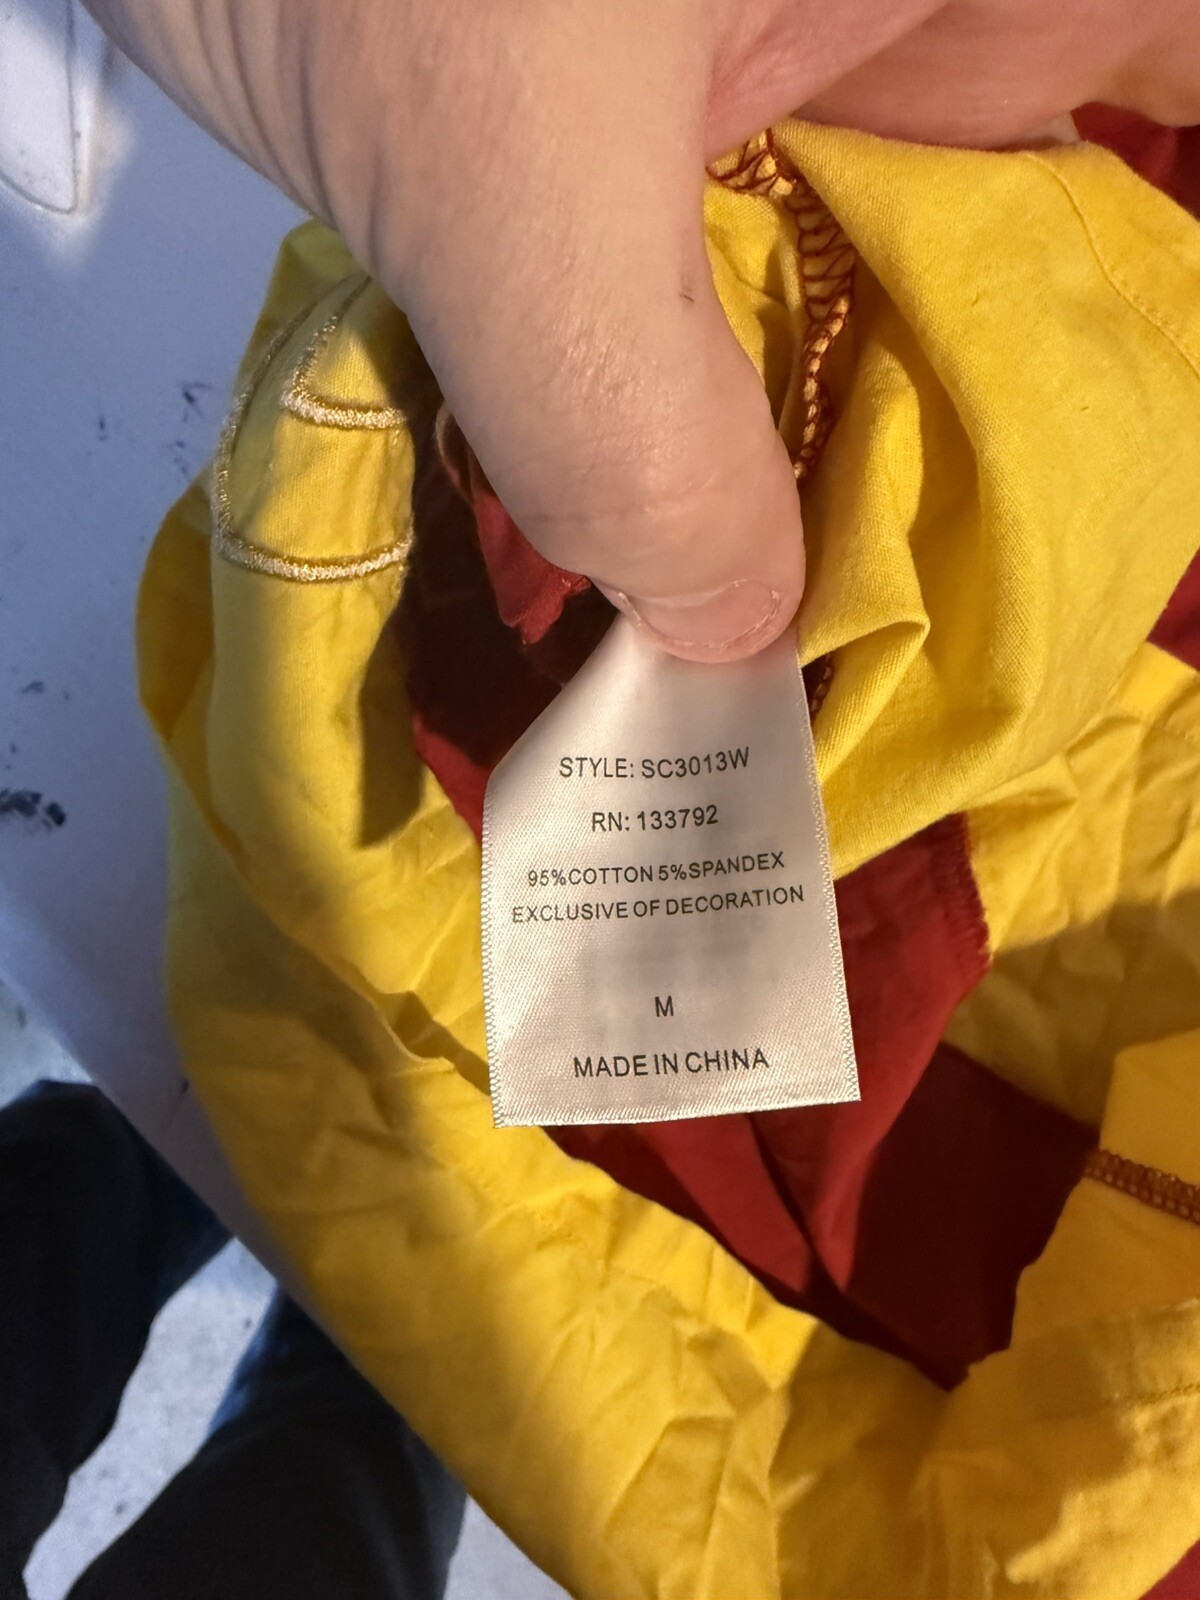 STYLE: SC3013W
RN: 133792
95%COTTON 5%SPANDEX
EXCLUSIVE OF DECORATION
M
MADE IN CHINA